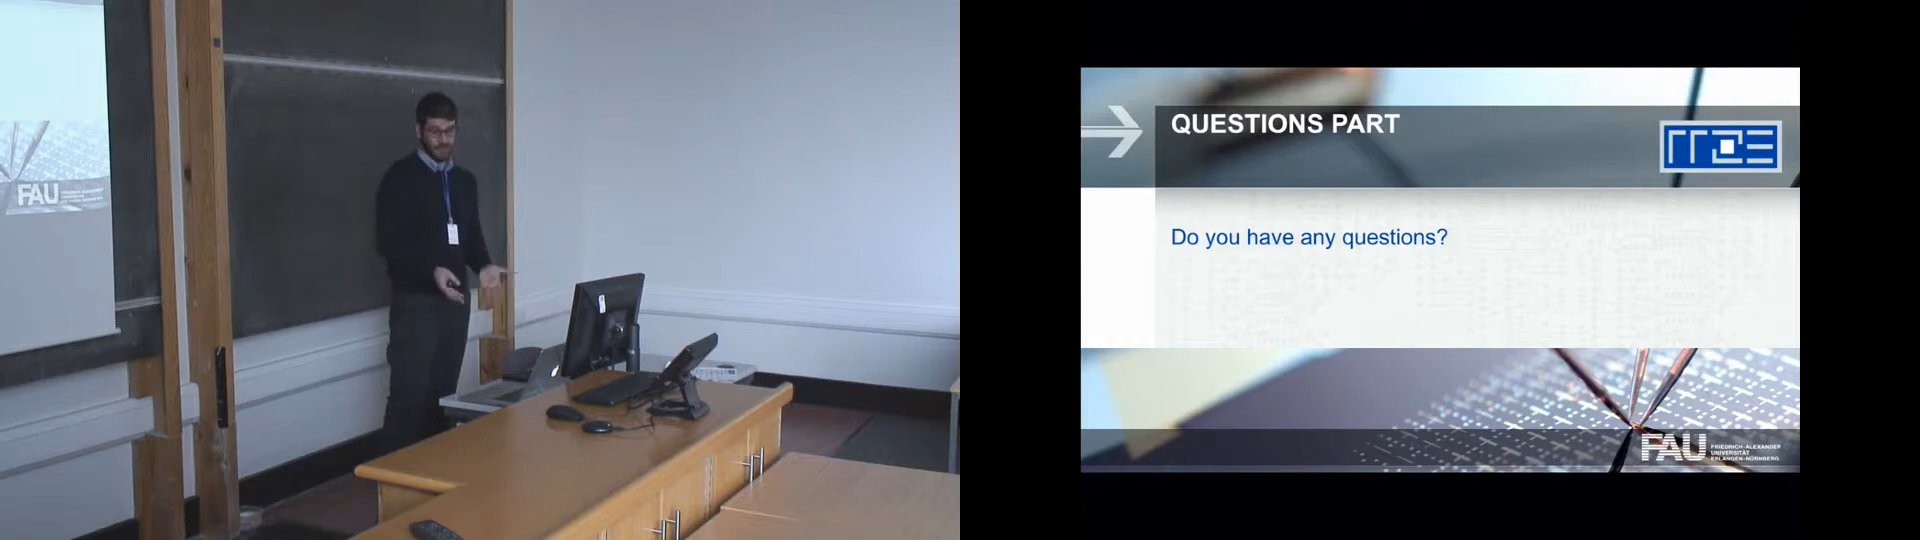 FAU
QUESTIONS PART
Do you have any questions?
FAU
FRIEDRICH-ALEXANDER
UNIVERSITÄT
ERLANGEN-NÜRNBERG